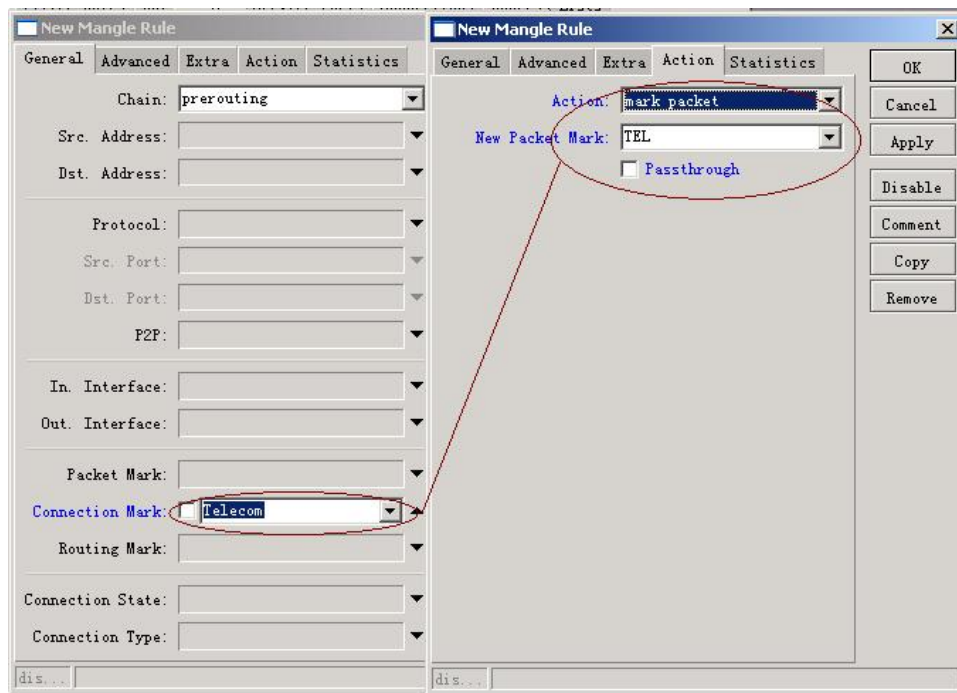 New Mangle Rule
General Advanced Extra Action Statistics
Chain: prerouting
Src. Address:
Dst. Address:
Protocol:
Src. Port:
Dst. Port:
P2P:
In. Interface:
Out. Interface:
Packet Mark:
Connection Mark: Telecom
Routing Mark:
Connection State:
Connection Type:
dis...
New Mangle Rule
General Advanced Extra Action Statistics
Action: mark packet
New Packet Mark: TEL
Passthrough
OK
Cancel
Apply
Disable
Comment
Copy
Remove
dis...